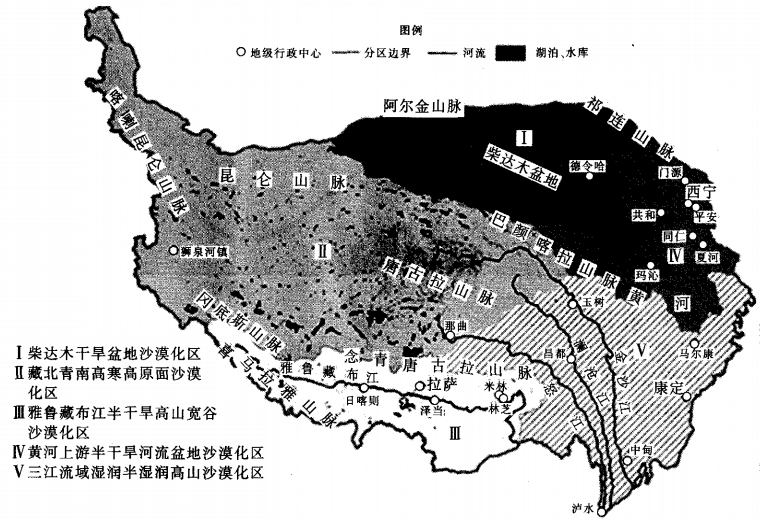 图例
地级行政中心
分区边界
河流
湖泊、水库
阿尔金山脉
祁连山脉
喀喇昆仑山脉
Ⅰ
柴达木盆地
德令哈
门源
西宁
平安
共和
同仁
夏河
Ⅳ
玛沁
昆仑山脉
巴颜喀拉山脉
黄河
Ⅱ
狮泉河镇
唐古拉山脉
玉树
冈底斯山脉
那曲
Ⅴ
马尔康
昌都
澜沧江
金沙江
怒江
念青唐古拉山脉
喜马拉雅山脉
雅鲁藏布江
拉萨
米林
林芝
日喀则
泽当
康定
Ⅲ
中甸
泸水
Ⅰ柴达木干旱盆地沙漠化区
Ⅱ藏北青南高寒高原面沙漠
化区
Ⅲ雅鲁藏布江半干旱高山宽谷
沙漠化区
Ⅳ黄河上游半干旱河流盆地沙漠化区
Ⅴ三江流域湿润半湿润高山沙漠化区